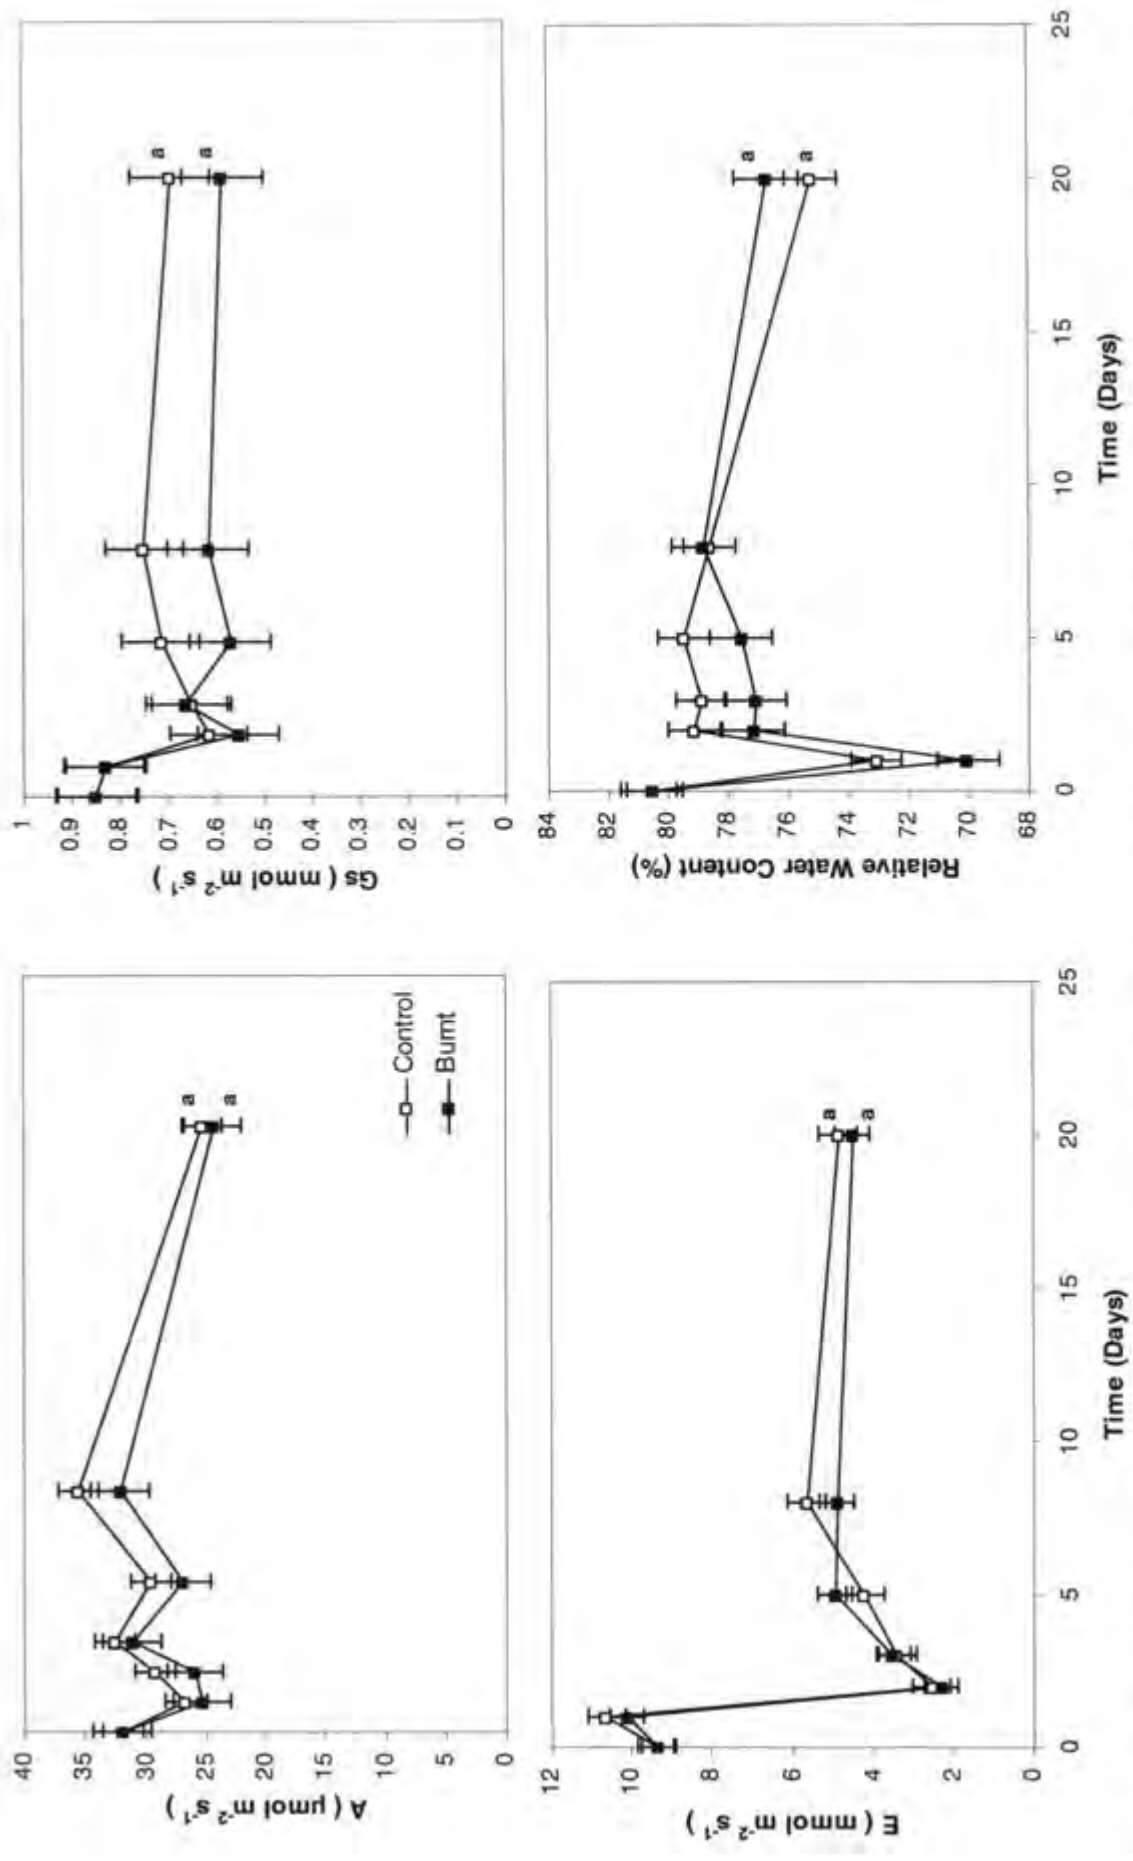 A ( µmol m⁻² s⁻¹ )
40
35
30
25
20
15
10
5
0
a
a
Control
Burnt
Gs ( mmol m⁻² s⁻¹ )
1
0.9
0.8
0.7
0.6
0.5
0.4
0.3
0.2
0.1
0
a
a
E ( mmol m⁻² s⁻¹ )
12
10
8
6
4
2
0
a
a
0 5 10 15 20 25
Time (Days)
Relative Water Content (%)
84
82
80
78
76
74
72
70
68
a
a
0 5 10 15 20 25
Time (Days)